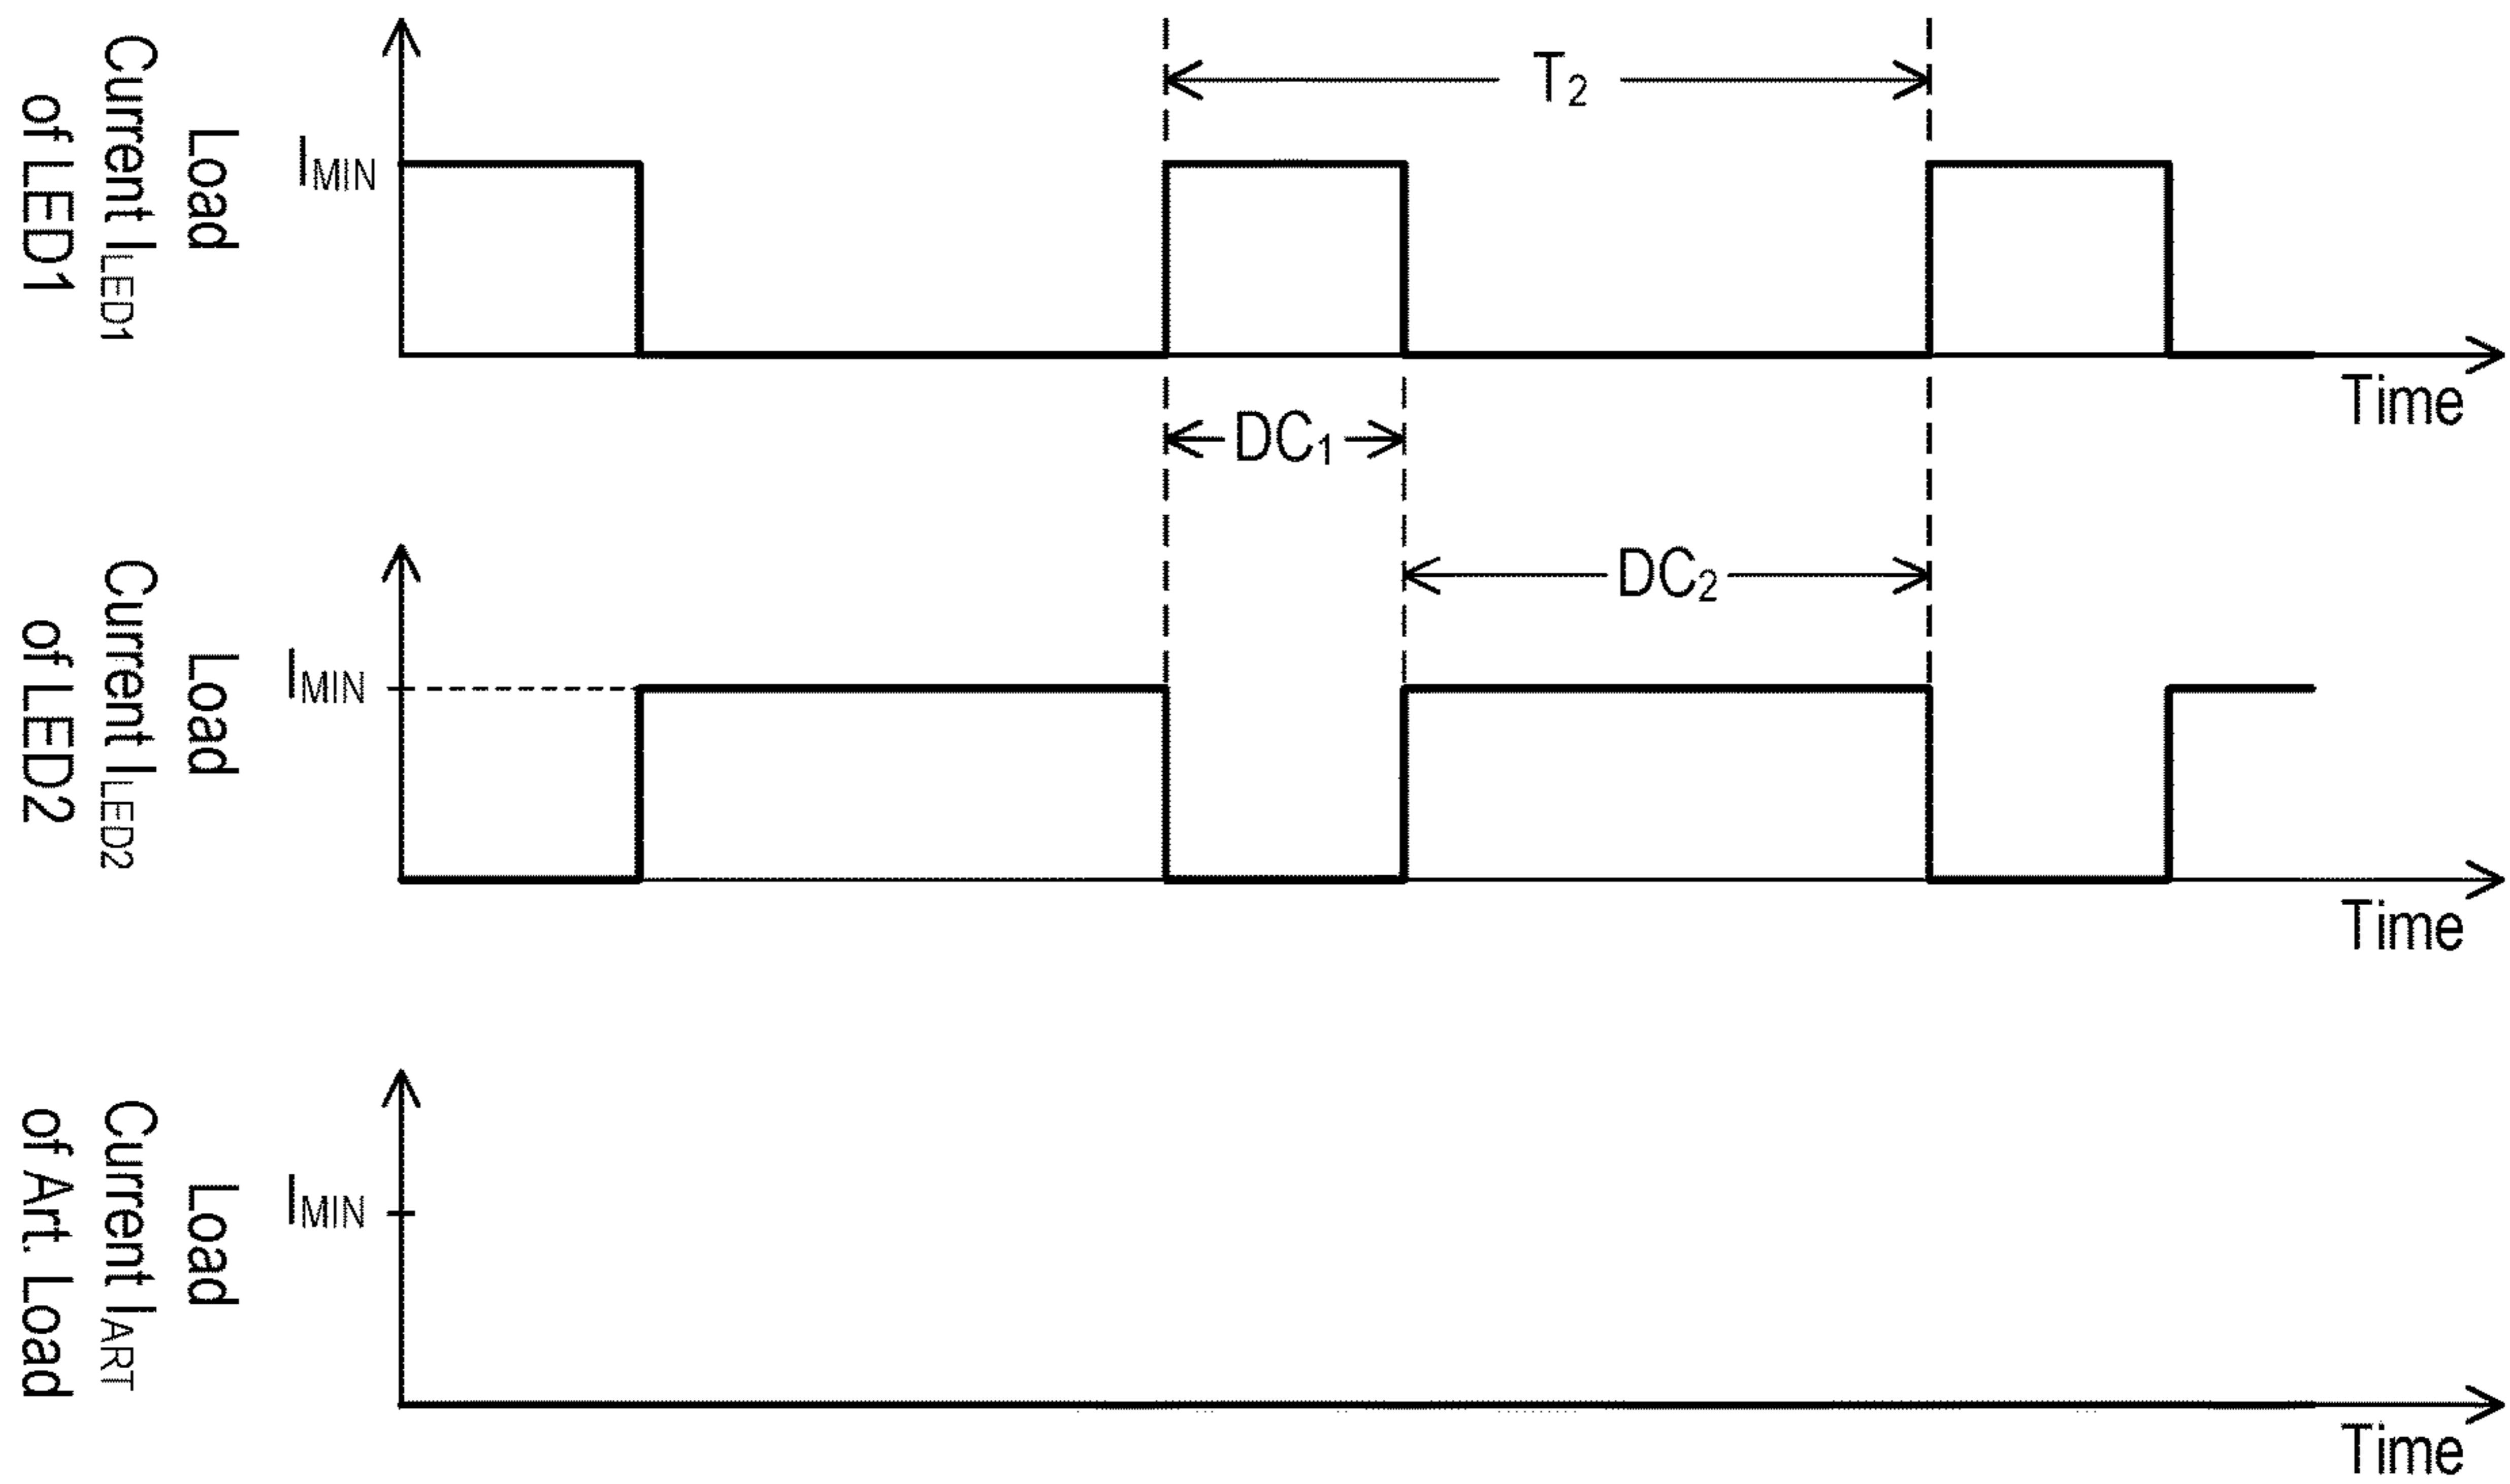 Load
Current ILED1
of LED1
IMIN
T2
Time
DC1
Load
Current ILED2
of LED2
DC2
IMIN
Time
Load
Current IART
of Art. Load
IMIN
Time